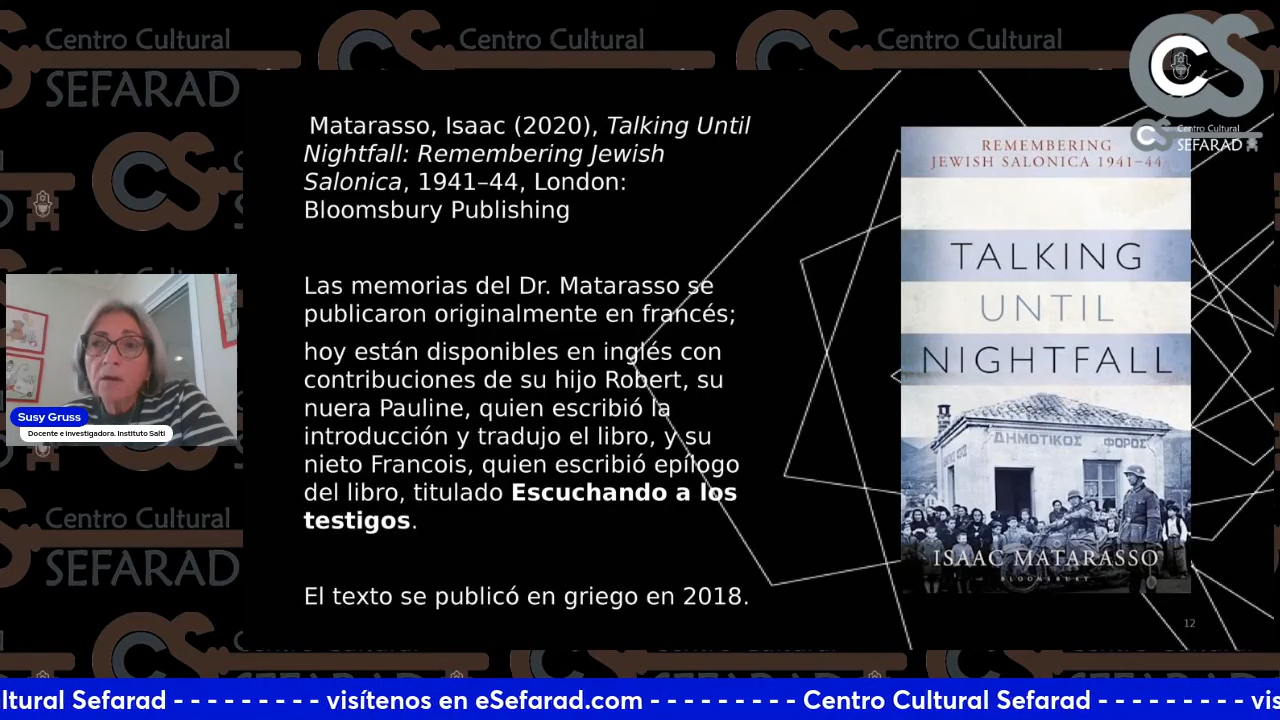 Centro Cultural
SEFARAD
Centro Cultural
Centro Cultural
Centro Cultural
SEFARAD
Matarasso, Isaac (2020), Talking Until
Nightfall: Remembering Jewish
Salonica, 1941–44, London:
Bloomsbury Publishing
Las memorias del Dr. Matarasso se
publicaron originalmente en francés;
hoy están disponibles en inglés con
contribuciones de su hijo Robert, su
nuera Pauline, quien escribió la
introducción y tradujo el libro, y su
nieto Francois, quien escribió epílogo
del libro, titulado Escuchando a los
testigos.
El texto se publicó en griego en 2018.
REMEMBERING
JEWISH SALONICA 1941–44
TALKING
UNTIL
NIGHTFALL
ΔΗΜΟΤΙΚΟΣ ΦΟΡΟΣ
ISAAC MATARASSO
BLOOMSBURY
12
Susy Gruss
Docente e investigadora. Instituto Salti
Centro Cultural
SEFARAD
ltural Sefarad - - - - - - - - - visítenos en eSefarad.com - - - - - - - - - Centro Cultural Sefarad - - - - - - - - - vis